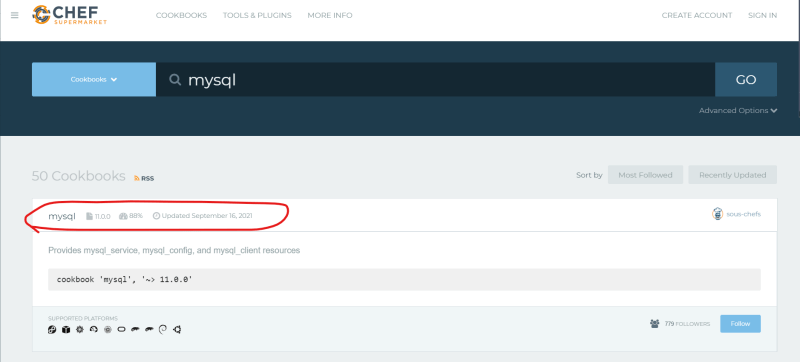 CHEF
SUPERMARKET
COOKBOOKS TOOLS & PLUGINS MORE INFO CREATE ACCOUNT SIGN IN
Cookbooks mysql GO
Advanced Options
50 Cookbooks RSS Sort by Most Followed Recently Updated
mysql 11.0.0 88% Updated September 16, 2021 sous-chefs
Provides mysql_service, mysql_config, and mysql_client resources
cookbook 'mysql', '~> 11.0.0'
SUPPORTED PLATFORMS
779 FOLLOWERS Follow